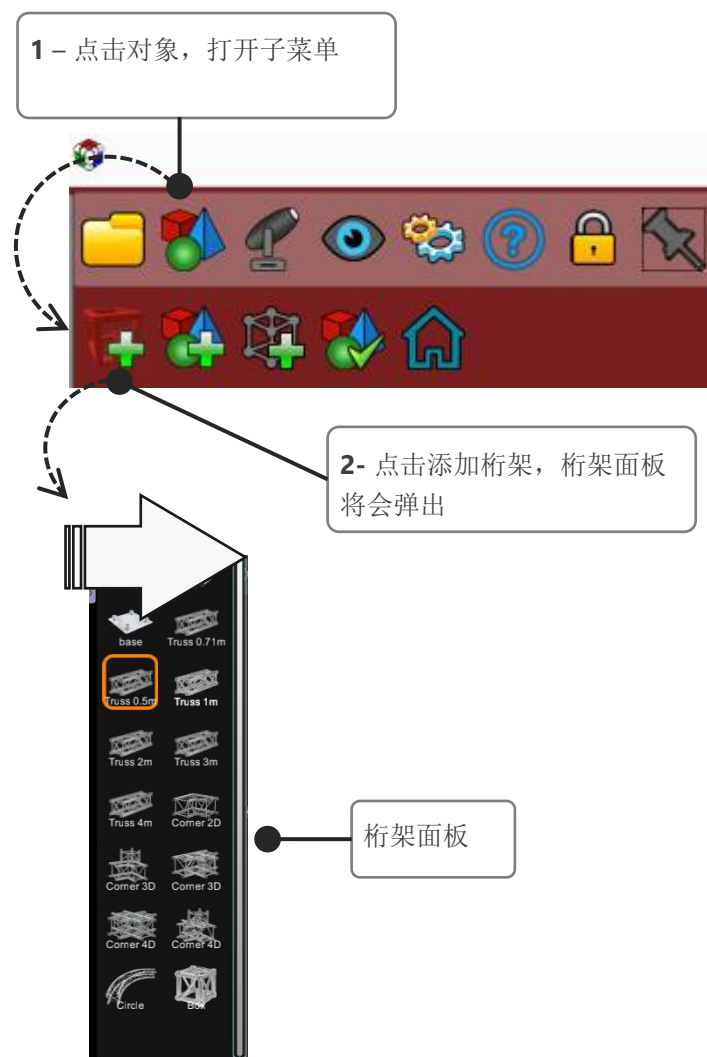 1 – 点击对象，打开子菜单
2- 点击添加桁架，桁架面板
将会弹出
base
Truss 0.71m
Truss 0.5m
Truss 1m
Truss 2m
Truss 3m
Truss 4m
Corner 2D
桁架面板
Corner 3D
Corner 3D
Corner 4D
Corner 4D
Circle
Box